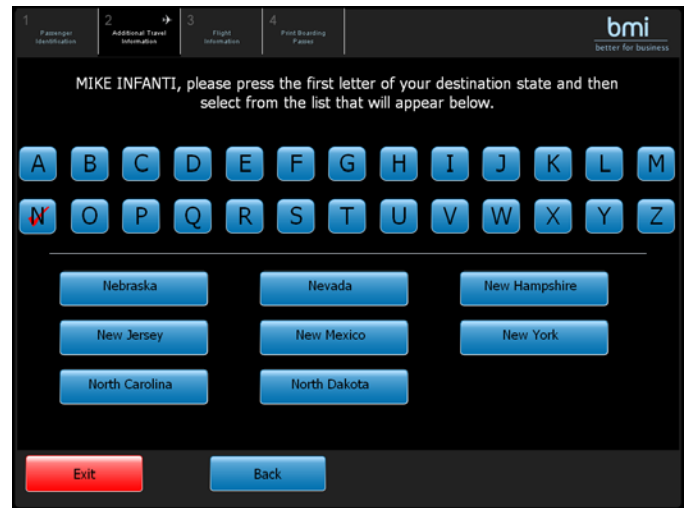 1 Passenger Identification
2 Additional Travel Information
3 Flight Information
4 Print Boarding Passes
bmi
better for business
MIKE INFANTI, please press the first letter of your destination state and then
select from the list that will appear below.
A B C D E F G H I J K L M
N O P Q R S T U V W X Y Z
Nebraska Nevada New Hampshire
New Jersey New Mexico New York
North Carolina North Dakota
Exit Back